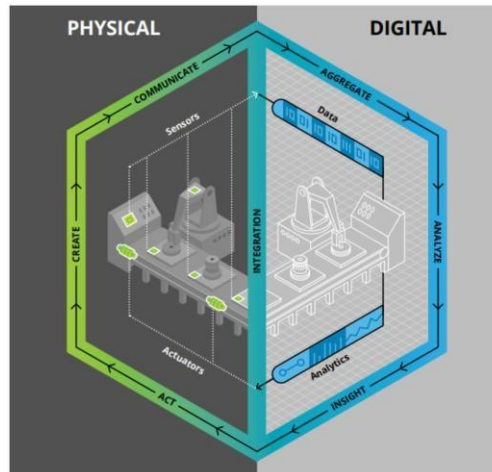 PHYSICAL
DIGITAL
COMMUNICATE
AGGREGATE
Sensors
Data
CREATE
INTEGRATION
ANALYZE
Actuators
Analytics
ACT
INSIGHT